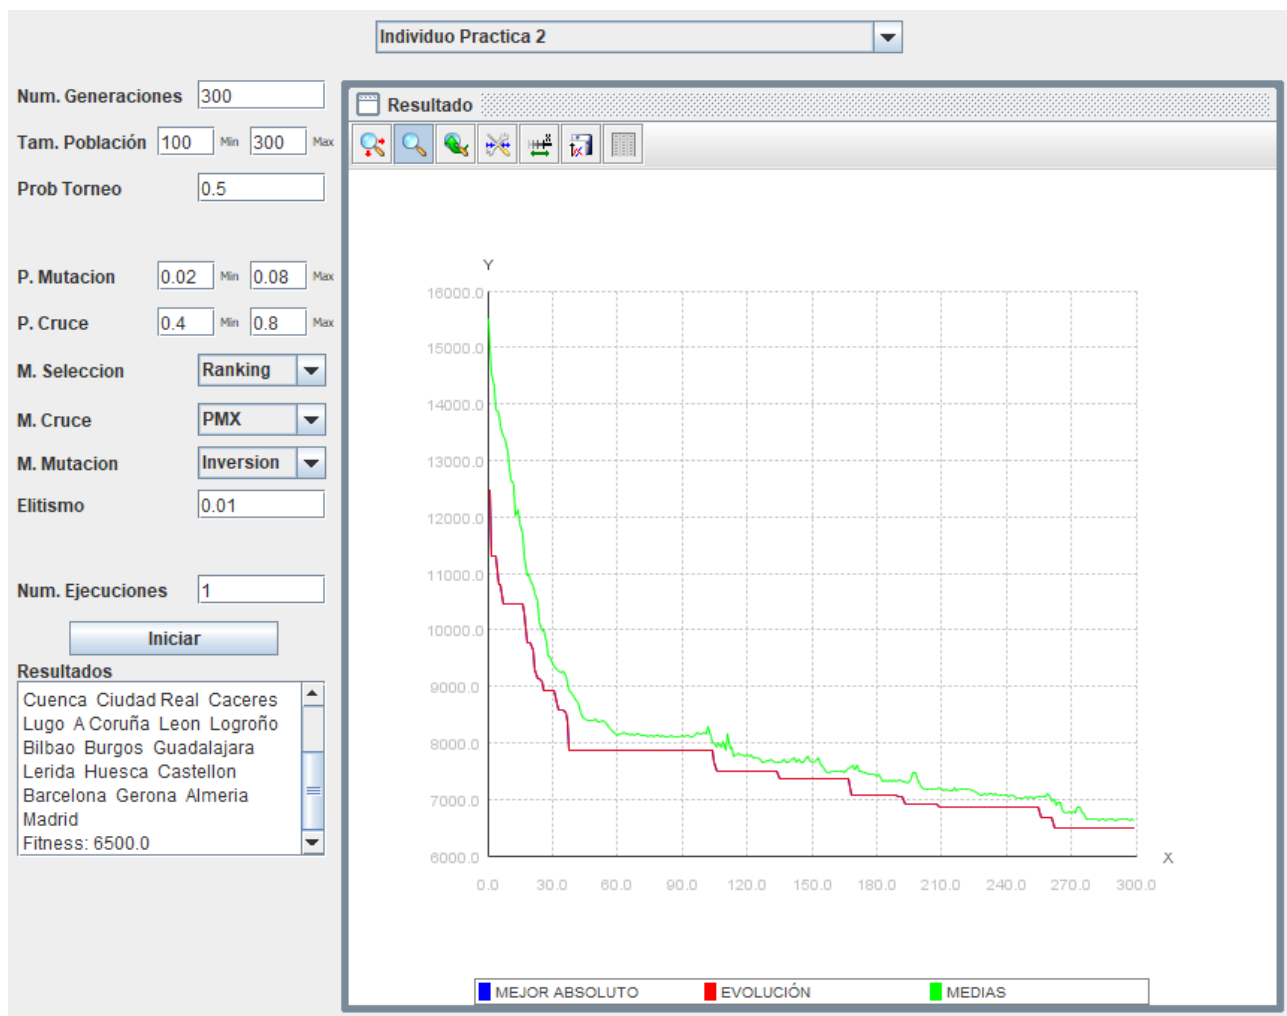 Individuo Practica 2
Num. Generaciones 300
Tam. Población 100 Min 300 Max
Prob Torneo 0.5
P. Mutacion 0.02 Min 0.08 Max
P. Cruce 0.4 Min 0.8 Max
M. Seleccion Ranking
M. Cruce PMX
M. Mutacion Inversion
Elitismo 0.01
Num. Ejecuciones 1
Iniciar
Resultados
Cuenca Ciudad Real Caceres
Lugo A Coruña Leon Logroño
Bilbao Burgos Guadalajara
Lerida Huesca Castellon
Barcelona Gerona Almeria
Madrid
Fitness: 6500.0
Resultado
Y
16000.0
15000.0
14000.0
13000.0
12000.0
11000.0
10000.0
9000.0
8000.0
7000.0
6000.0
X
0.0 30.0 60.0 90.0 120.0 150.0 180.0 210.0 240.0 270.0 300.0
MEJOR ABSOLUTO EVOLUCIÓN MEDIAS